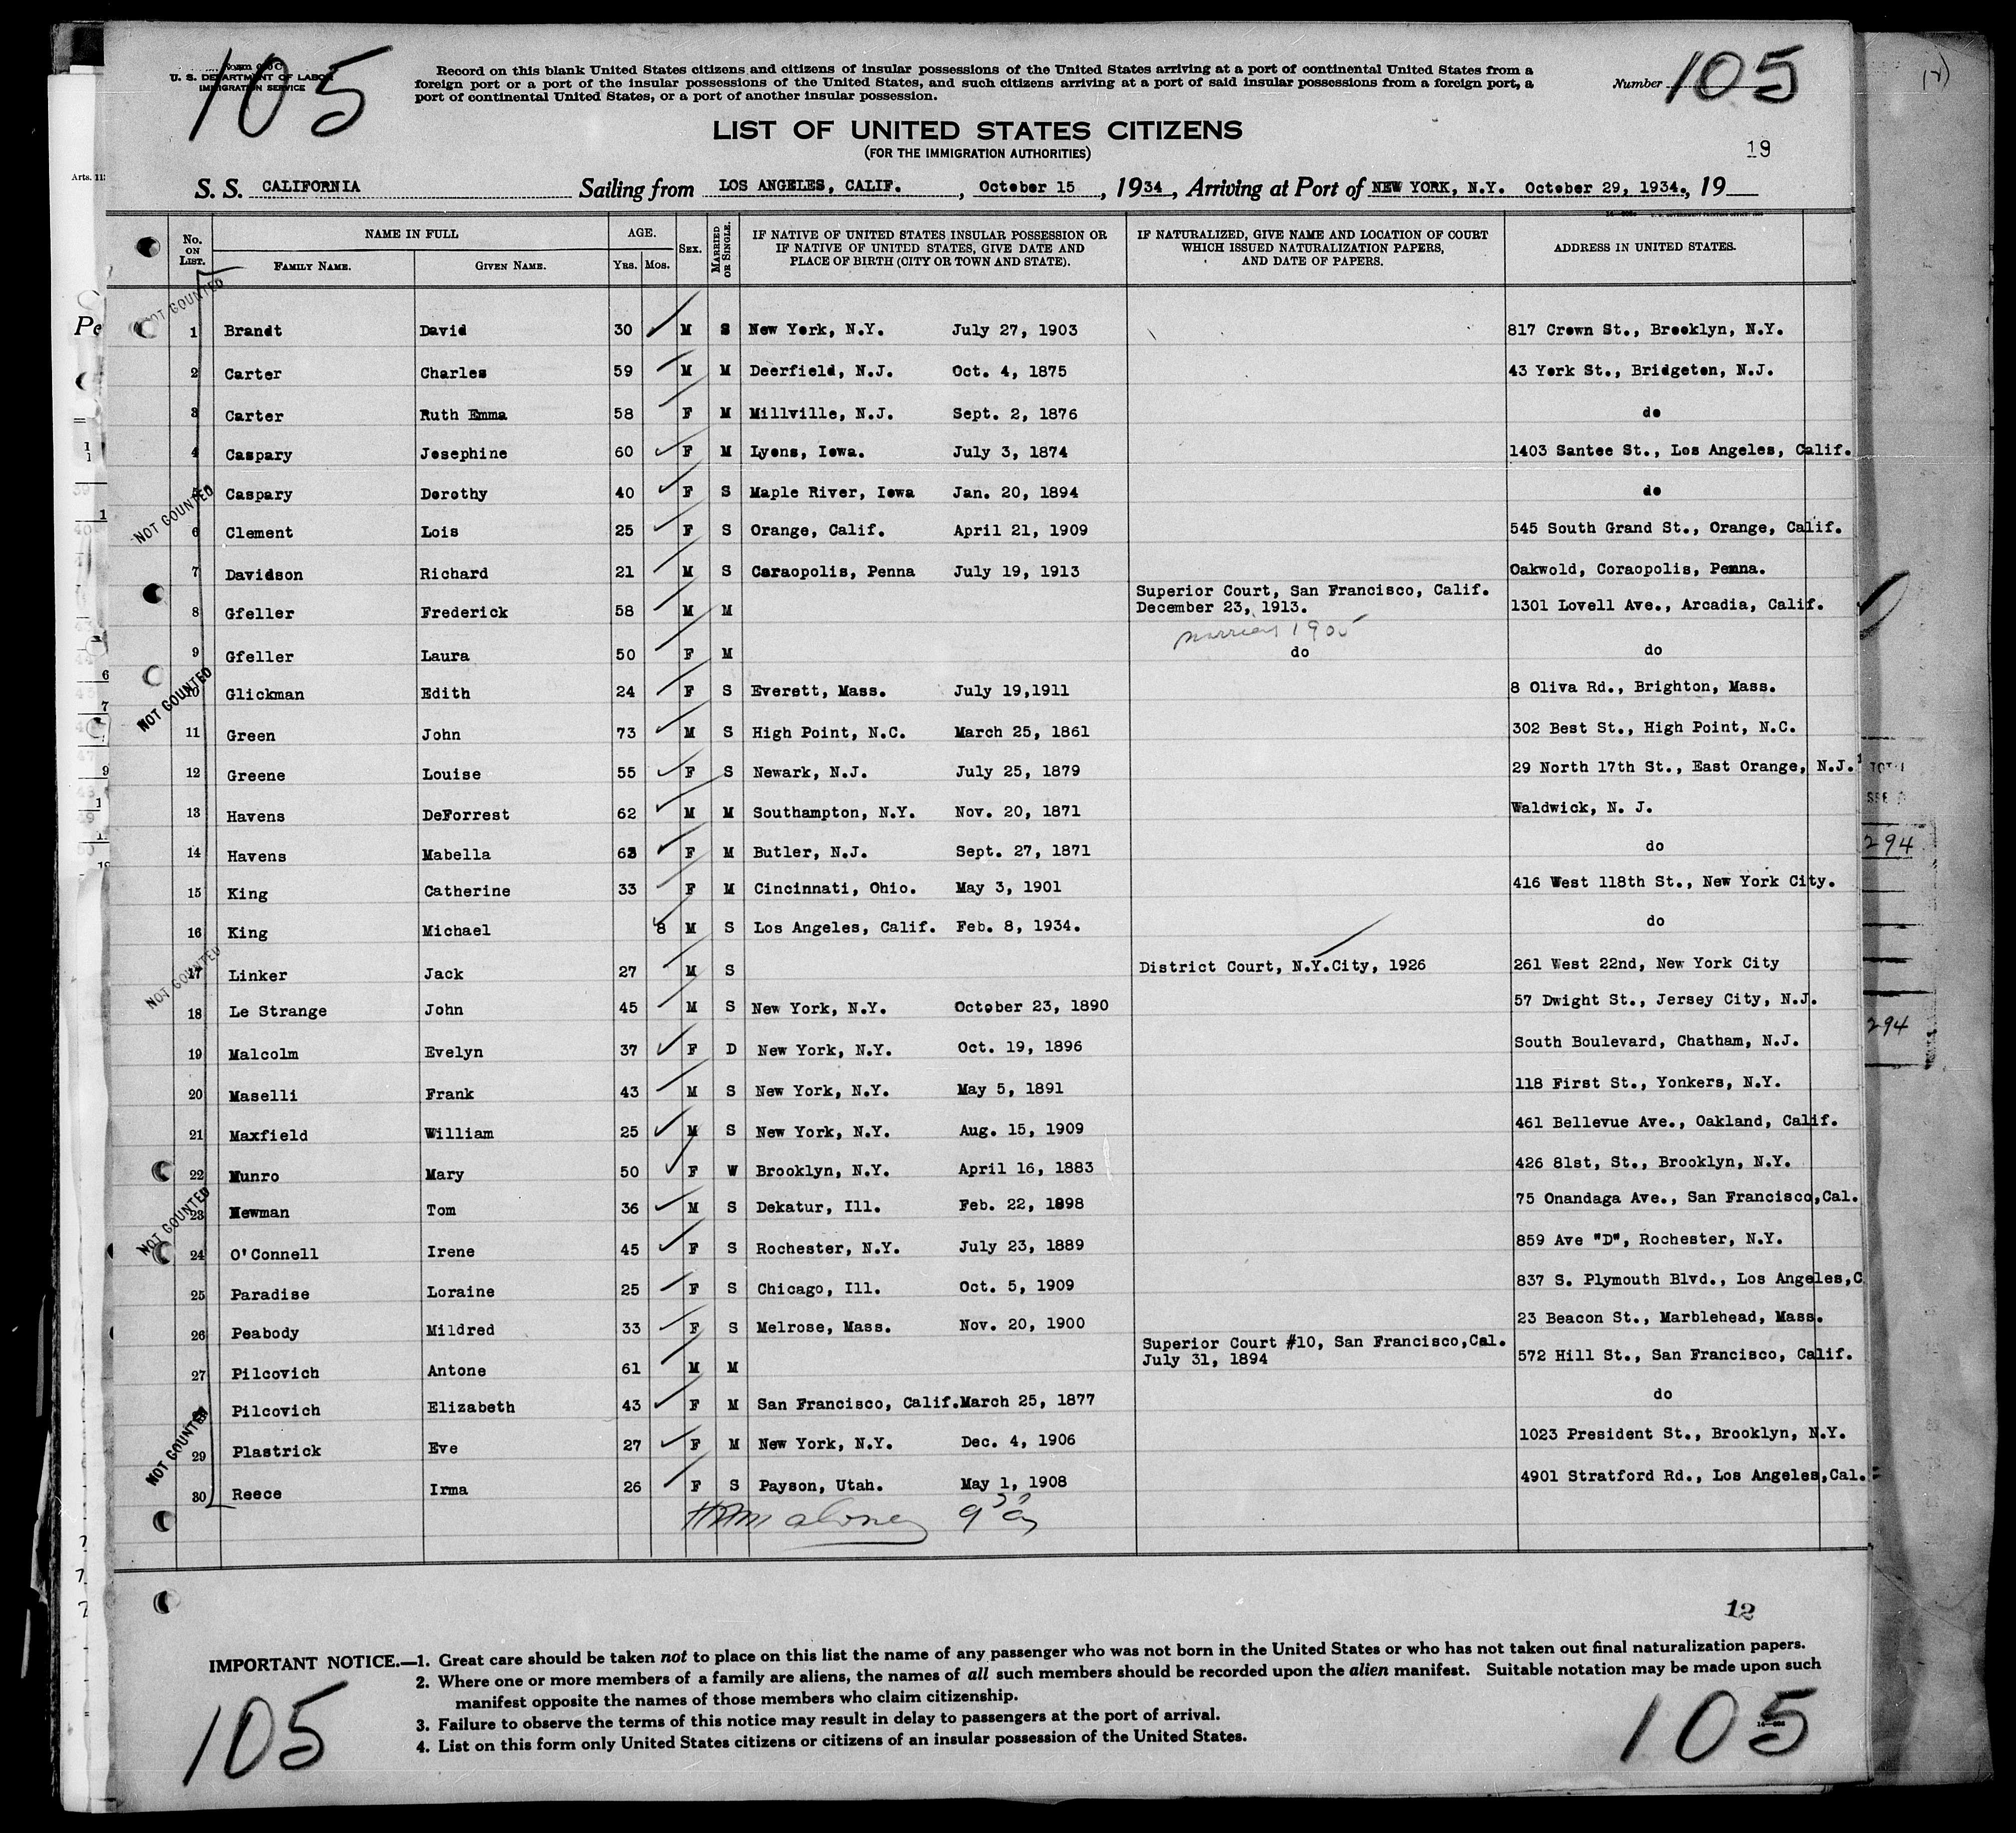 105
Form 630 C
U. S. DEPARTMENT OF LABOR
IMMIGRATION SERVICE
Record on this blank United States citizens and citizens of insular possessions of the United States arriving at a port of continental United States from a
foreign port or a port of the insular possessions of the United States, and such citizens arriving at a port of said insular possessions from a foreign port, a
port of continental United States, or a port of another insular possession.
Number 105
LIST OF UNITED STATES CITIZENS
(FOR THE IMMIGRATION AUTHORITIES)
19
S. S. CALIFORNIA Sailing from LOS ANGELES, CALIF. , October 15 , 1934 , Arriving at Port of NEW YORK, N.Y. October 29, 1934. , 19
No. ON LIST. NAME IN FULL FAMILY NAME. GIVEN NAME. AGE. YRS. MOS. SEX. MARRIED OR SINGLE. IF NATIVE OF UNITED STATES INSULAR POSSESSION OR IF NATIVE OF UNITED STATES, GIVE DATE AND PLACE OF BIRTH (CITY OR TOWN AND STATE). IF NATURALIZED, GIVE NAME AND LOCATION OF COURT WHICH ISSUED NATURALIZATION PAPERS, AND DATE OF PAPERS. ADDRESS IN UNITED STATES.
NOT COUNTED
1 Brandt David 30 M S New York, N.Y. July 27, 1903 817 Crown St., Brooklyn, N.Y.
2 Carter Charles 59 M M Deerfield, N.J. Oct. 4, 1875 43 York St., Bridgeton, N.J.
3 Carter Ruth Emma 58 F M Millville, N.J. Sept. 2, 1876 do
4 Caspary Josephine 60 F M Lyons, Iowa. July 3, 1874 1403 Santee St., Los Angeles, Calif.
5 Caspary Dorothy 40 F S Maple River, Iowa Jan. 20, 1894 do
NOT COUNTED
6 Clement Lois 25 F S Orange, Calif. April 21, 1909 545 South Grand St., Orange, Calif.
7 Davidson Richard 21 M S Caraopolis, Penna July 19, 1913 Oakwold, Coraopolis, Penna.
8 Gfeller Frederick 58 M M Superior Court, San Francisco, Calif. December 23, 1913. 1301 Lovell Ave., Arcadia, Calif.
married 1905
9 Gfeller Laura 50 F M do do
NOT COUNTED
10 Glickman Edith 24 F S Everett, Mass. July 19,1911 8 Oliva Rd., Brighton, Mass.
11 Green John 73 M S High Point, N.C. March 25, 1861 302 Best St., High Point, N.C.
12 Greene Louise 55 F S Newark, N.J. July 25, 1879 29 North 17th St., East Orange, N.J.
13 Havens DeForrest 62 M M Southampton, N.Y. Nov. 20, 1871 Waldwick, N. J.
14 Havens Mabella 63 F M Butler, N.J. Sept. 27, 1871 do
15 King Catherine 33 F M Cincinnati, Ohio. May 3, 1901 416 West 118th St., New York City.
16 King Michael 8 M S Los Angeles, Calif. Feb. 8, 1934. do
NOT COUNTED
17 Linker Jack 27 M S District Court, N.Y.City, 1926 261 West 22nd, New York City
18 Le Strange John 45 M S New York, N.Y. October 23, 1890 57 Dwight St., Jersey City, N.J.
19 Malcolm Evelyn 37 F D New York, N.Y. Oct. 19, 1896 South Boulevard, Chatham, N.J.
20 Maselli Frank 43 M S New York, N.Y. May 5, 1891 118 First St., Yonkers, N.Y.
21 Maxfield William 25 M S New York, N.Y. Aug. 15, 1909 461 Bellevue Ave., Oakland, Calif.
22 Munro Mary 50 F W Brooklyn, N.Y. April 16, 1883 426 81st, St., Brooklyn, N.Y.
NOT COUNTED
23 Newman Tom 36 M S Dekatur, Ill. Feb. 22, 1898 75 Onandaga Ave., San Francisco,Cal.
24 O'Connell Irene 45 F S Rochester, N.Y. July 23, 1889 859 Ave "D", Rochester, N.Y.
25 Paradise Loraine 25 F S Chicago, Ill. Oct. 5, 1909 837 S. Plymouth Blvd., Los Angeles,C
26 Peabody Mildred 33 F S Melrose, Mass. Nov. 20, 1900 23 Beacon St., Marblehead, Mass.
27 Pilcovich Antone 61 M M Superior Court #10, San Francisco,Cal. July 31, 1894 572 Hill St., San Francisco, Calif.
28 Pilcovich Elizabeth 43 F M San Francisco, Calif.March 25, 1877 do
NOT COUNTED
29 Plastrick Eve 27 F M New York, N.Y. Dec. 4, 1906 1023 President St., Brooklyn, N.Y.
30 Reece Irma 26 F S Payson, Utah. May 1, 1908 4901 Stratford Rd., Los Angeles,Cal.
294
294
12
IMPORTANT NOTICE.—1. Great care should be taken not to place on this list the name of any passenger who was not born in the United States or who has not taken out final naturalization papers.
2. Where one or more members of a family are aliens, the names of all such members should be recorded upon the alien manifest. Suitable notation may be made upon such
manifest opposite the names of those members who claim citizenship.
3. Failure to observe the terms of this notice may result in delay to passengers at the port of arrival.
4. List on this form only United States citizens or citizens of an insular possession of the United States.
105
105